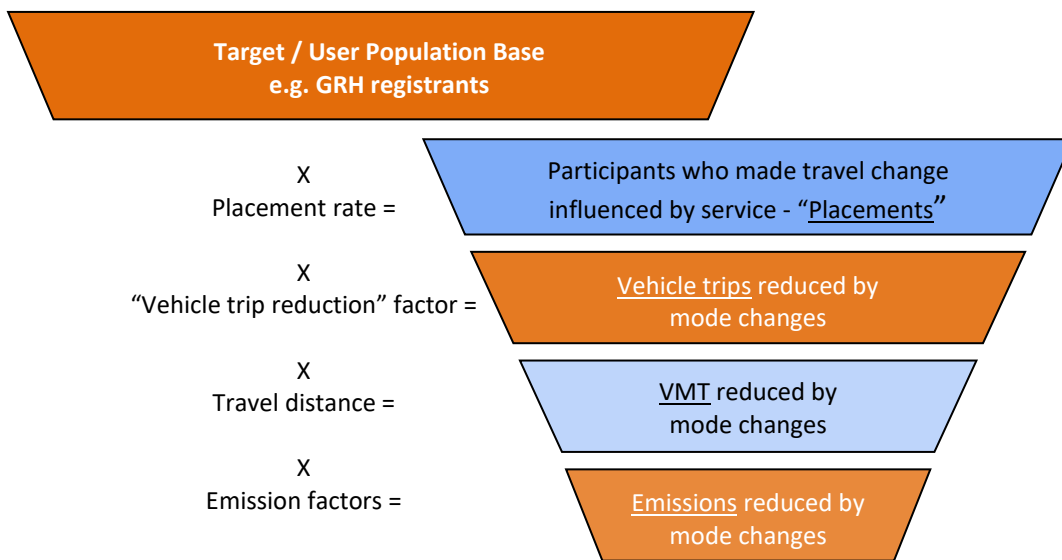 Target / User Population Base
e.g. GRH registrants
X
Placement rate =
Participants who made travel change
influenced by service - “Placements”
X
“Vehicle trip reduction” factor =
Vehicle trips reduced by
mode changes
X
Travel distance =
VMT reduced by
mode changes
X
Emission factors =
Emissions reduced by
mode changes